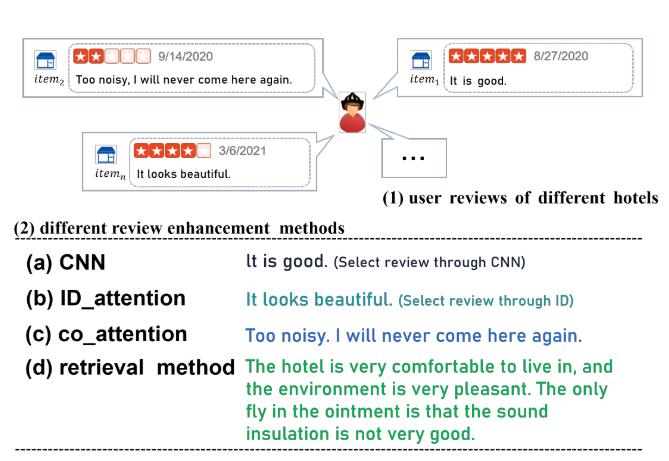 9/14/2020
item2 Too noisy, I will never come here again.
8/27/2020
item1 It is good.
3/6/2021
itemn It looks beautiful.
...
(1) user reviews of different hotels
(2) different review enhancement methods
(a) CNN It is good. (Select review through CNN)
(b) ID_attention It looks beautiful. (Select review through ID)
(c) co_attention Too noisy. I will never come here again.
(d) retrieval method The hotel is very comfortable to live in, and
the environment is very pleasant. The only
fly in the ointment is that the sound
insulation is not very good.